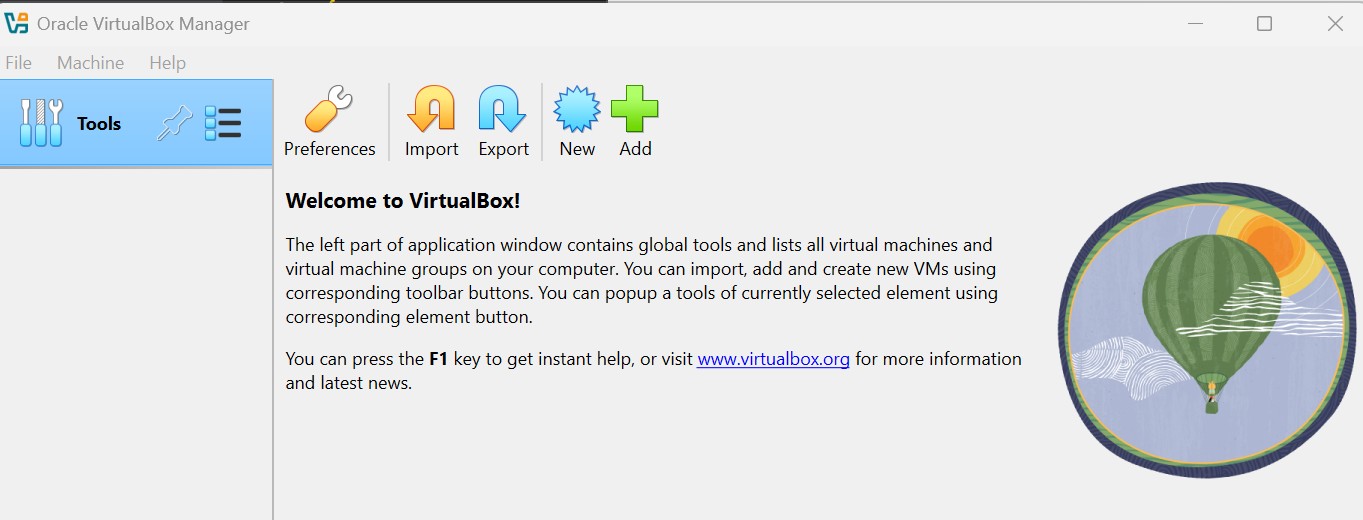 Oracle VirtualBox Manager
File Machine Help
Tools
Preferences Import Export New Add
Welcome to VirtualBox!
The left part of application window contains global tools and lists all virtual machines and
virtual machine groups on your computer. You can import, add and create new VMs using
corresponding toolbar buttons. You can popup a tools of currently selected element using
corresponding element button.
You can press the F1 key to get instant help, or visit www.virtualbox.org for more information
and latest news.